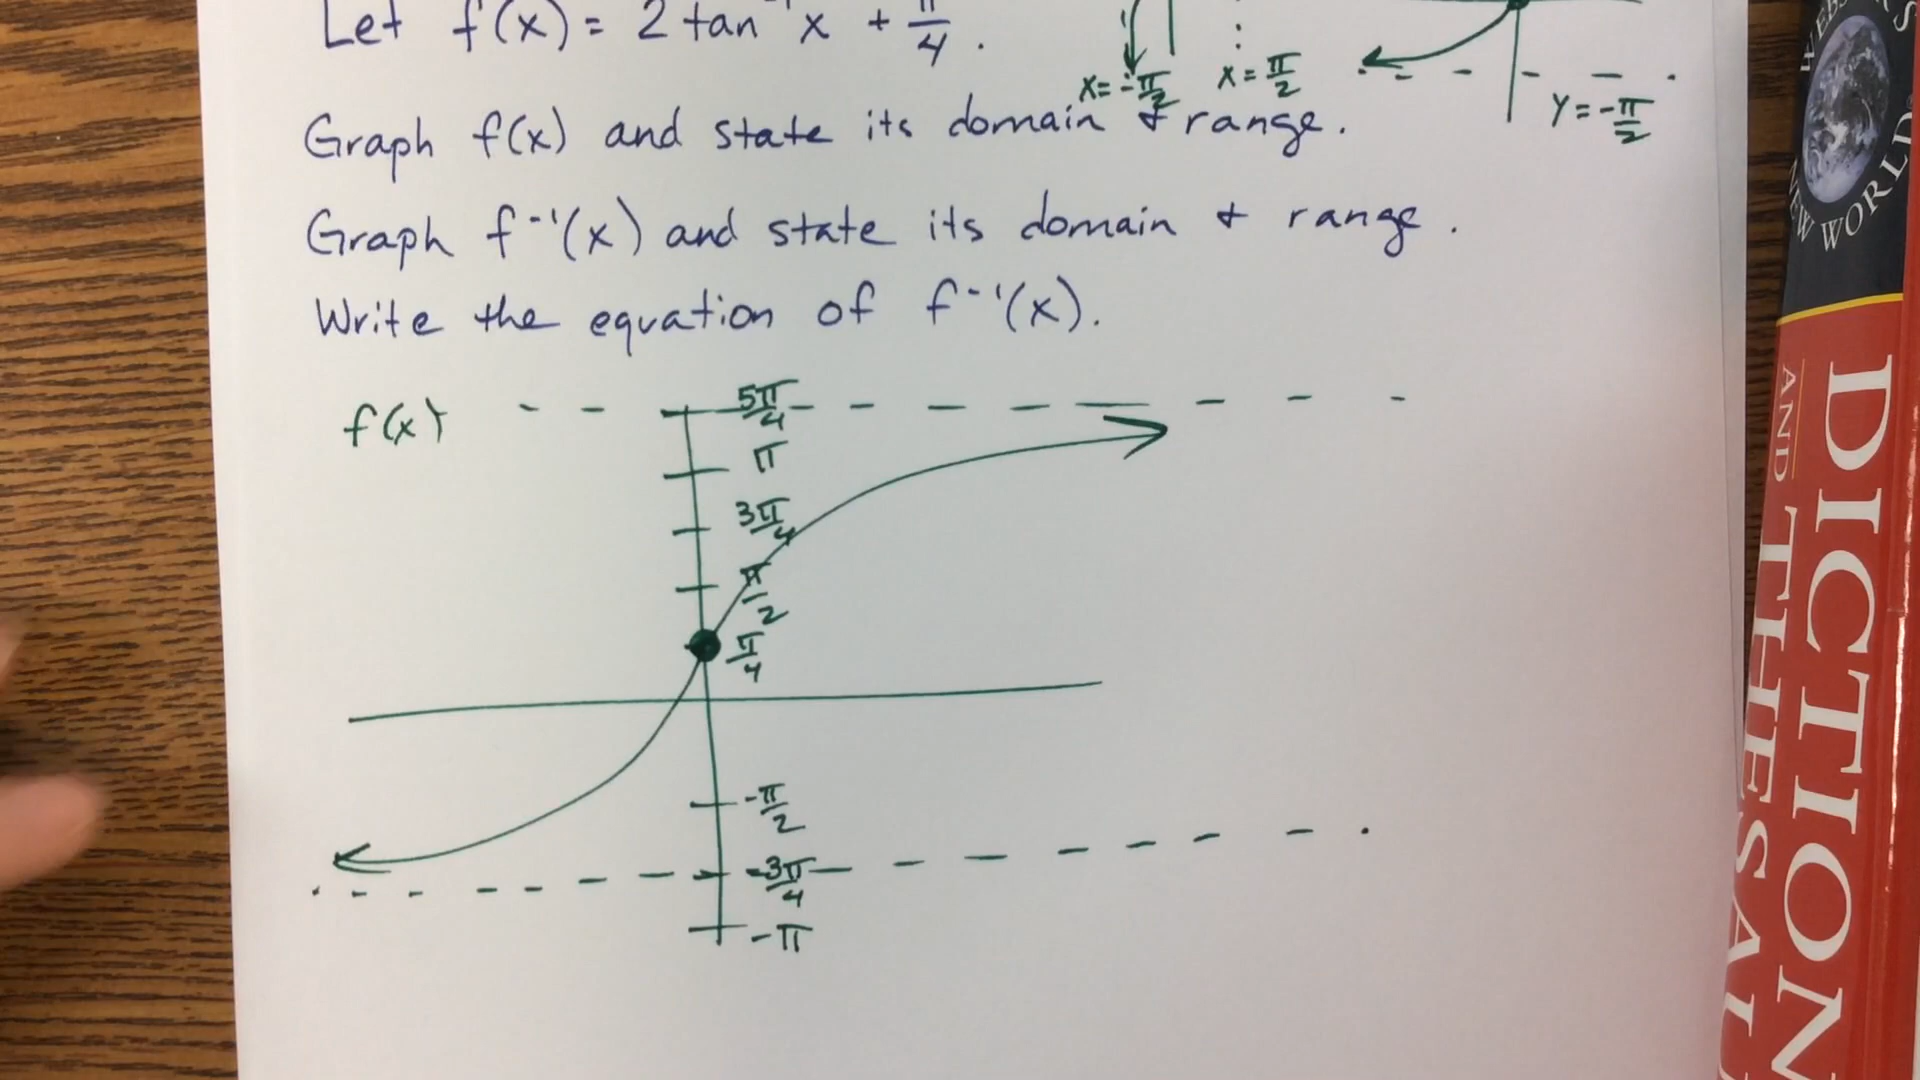 Let f(x) = 2 tan⁻¹ x + π/4 .
x = -π/2
x = π/2
y = -π/2
Graph f(x) and state its domain & range.
Graph f⁻¹(x) and state its domain & range.
Write the equation of f⁻¹(x).
f(x)
5π/4
π
3π/4
π/2
π/4
-π/2
-3π/4
-π
WEBSTER'S
NEW WORLD
DICTION
AND THESAU